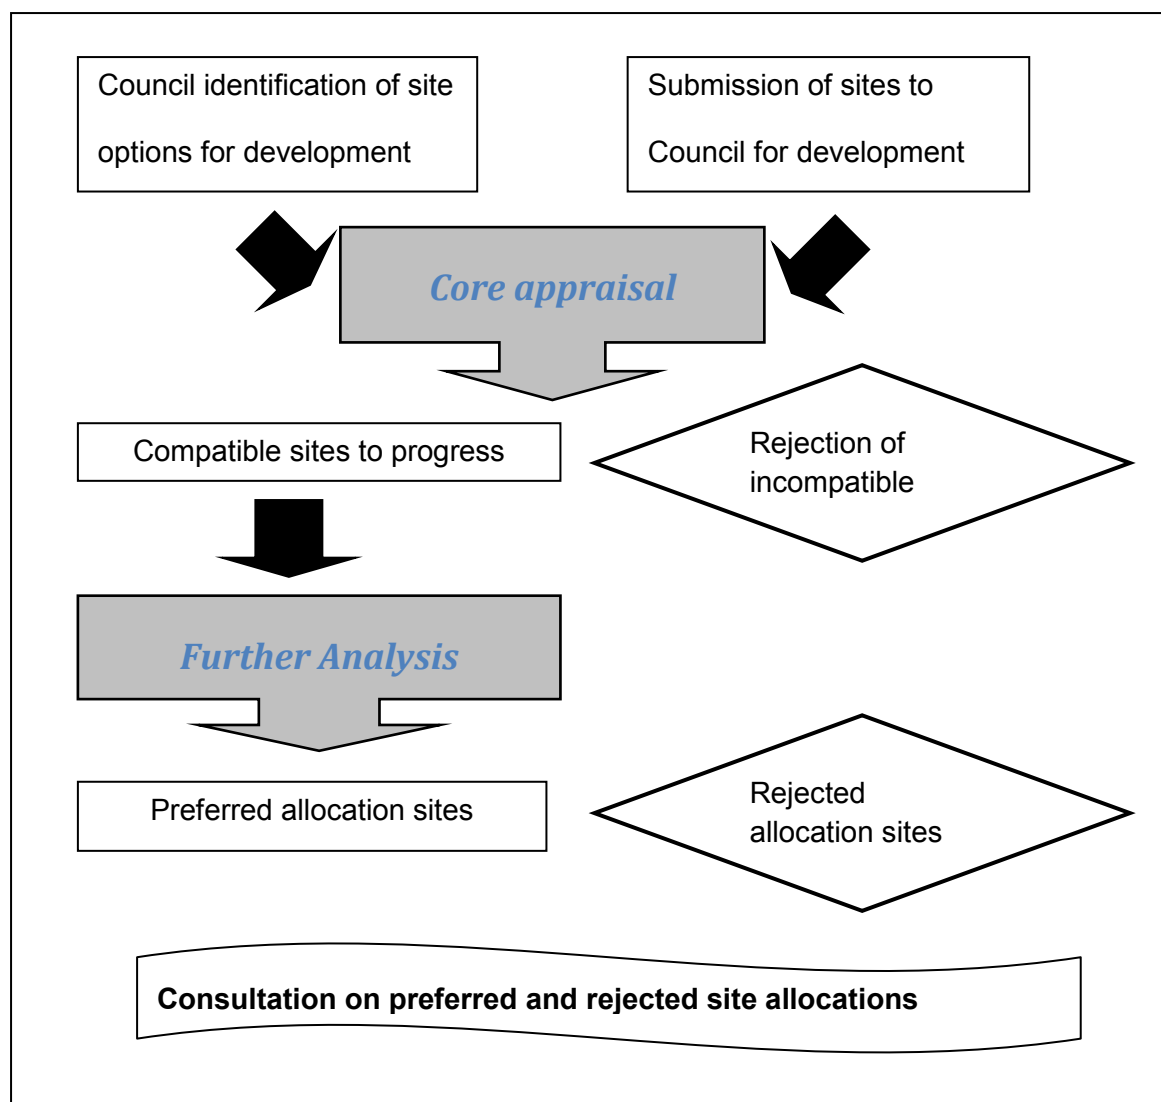 Council identification of site
options for development
Submission of sites to
Council for development
Core appraisal
Compatible sites to progress
Rejection of
incompatible
Further Analysis
Preferred allocation sites
Rejected
allocation sites
Consultation on preferred and rejected site allocations